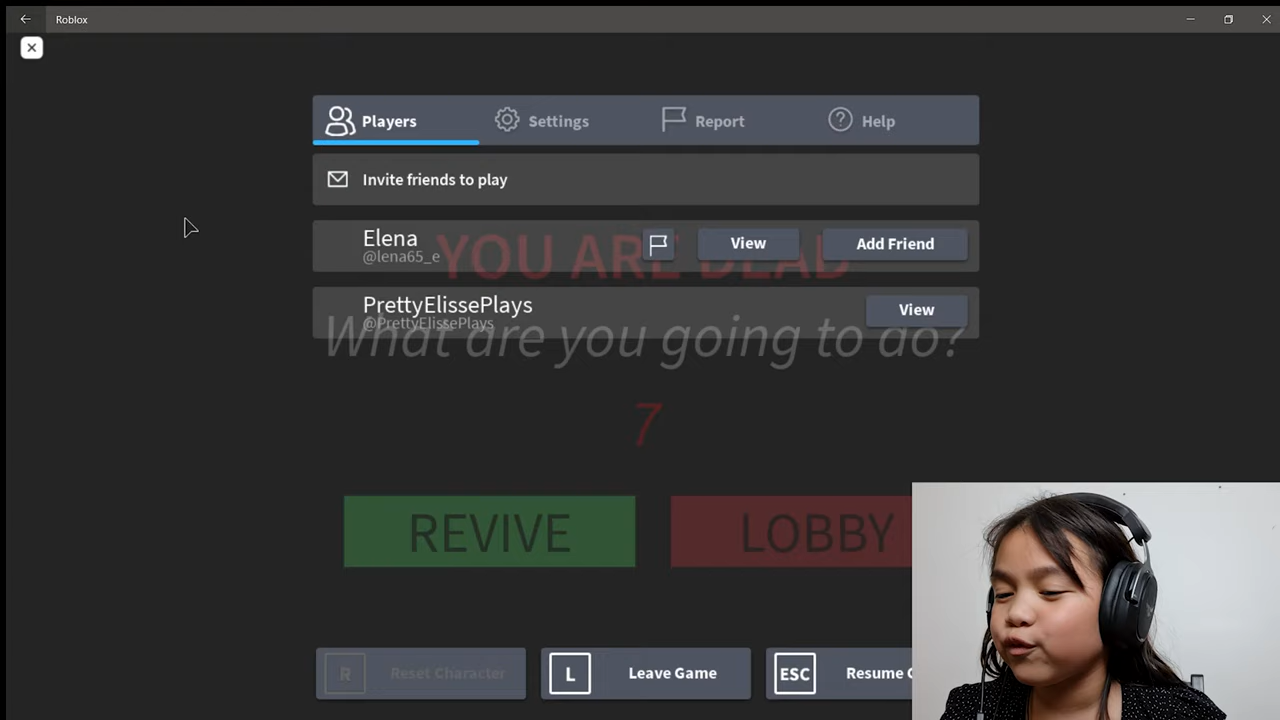 Roblox
Players Settings Report Help
Invite friends to play
Elena
@lena65_e
View Add Friend
YOU ARE DEAD
PrettyElissePlays
@PrettyElissePlays
View
What are you going to do?
7
REVIVE LOBBY
R Reset Character L Leave Game ESC Resume